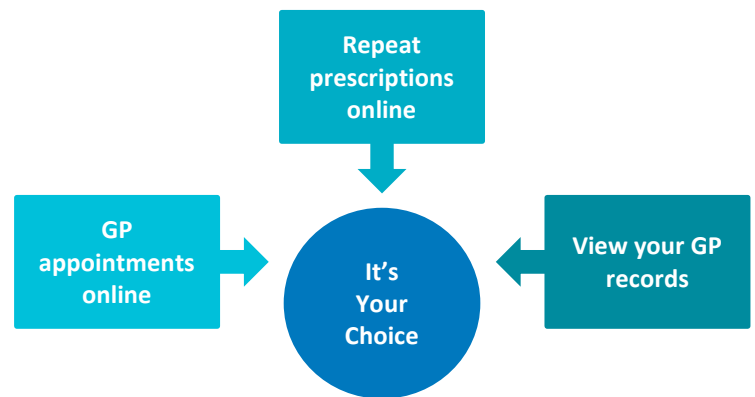 Repeat
prescriptions
online
GP
appointments
online
It's
Your
Choice
View your GP
records